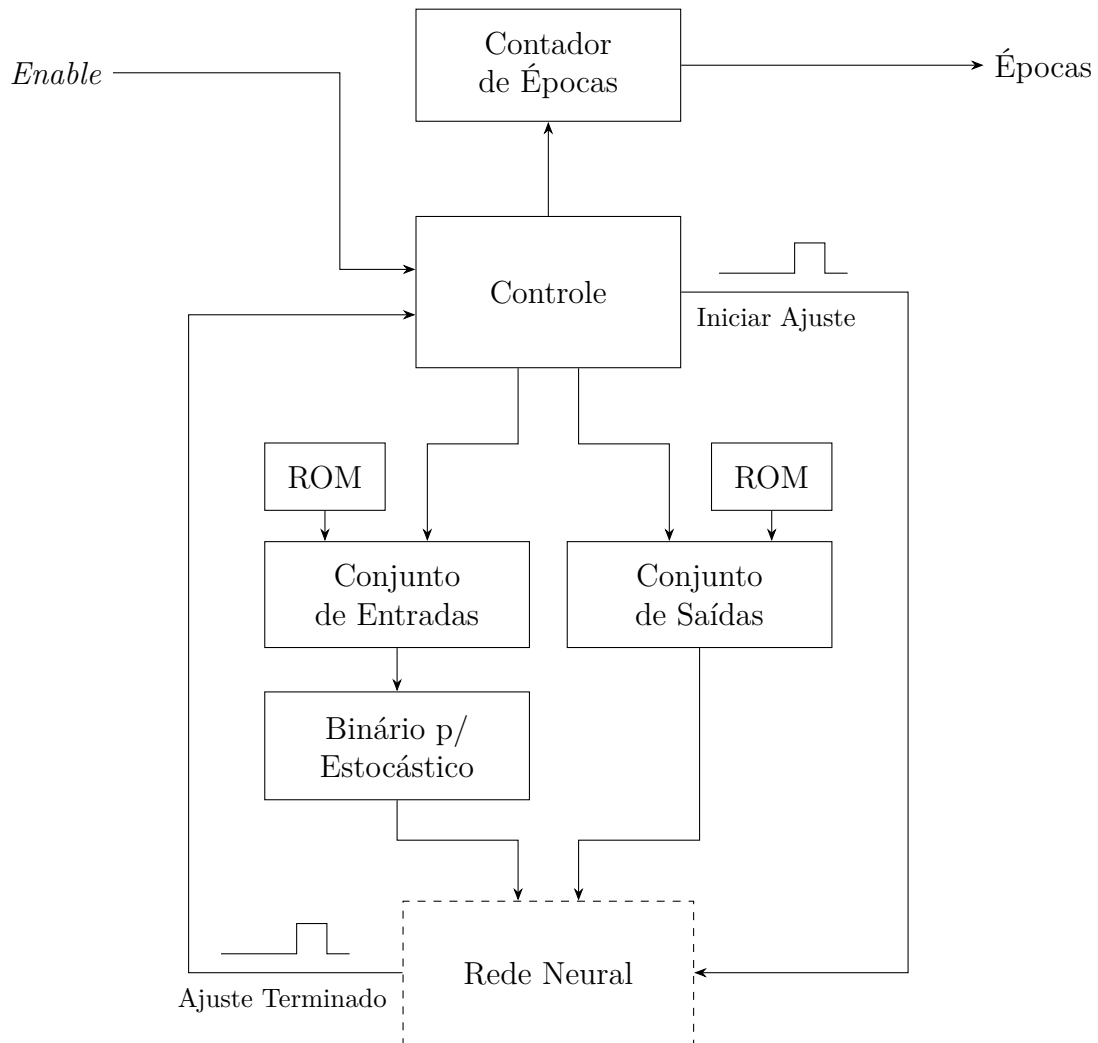 Contador
de Épocas
Enable
Épocas
Controle
Iniciar Ajuste
ROM
ROM
Conjunto
de Entradas
Conjunto
de Saídas
Binário p/
Estocástico
Rede Neural
Ajuste Terminado